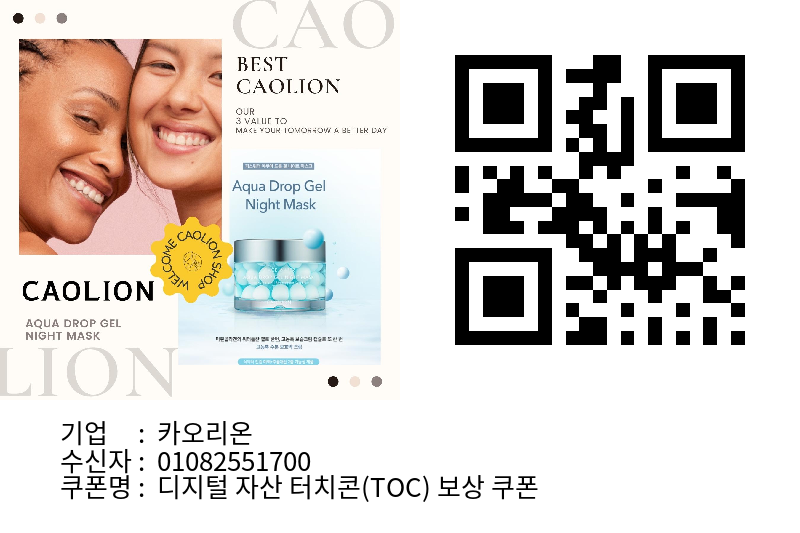 CAO
BEST
CAOLION
OUR
3 VALUE TO
MAKE YOUR TOMORROW A BETTER DAY
Aqua Drop Gel
Night Mask
WELCOME CAOLION SHOP
CAOLION
AQUA DROP GEL
NIGHT MASK
LION
기업 : 카오리온
수신자 : 01082551700
쿠폰명 : 디지털 자산 터치콘(TOC) 보상 쿠폰